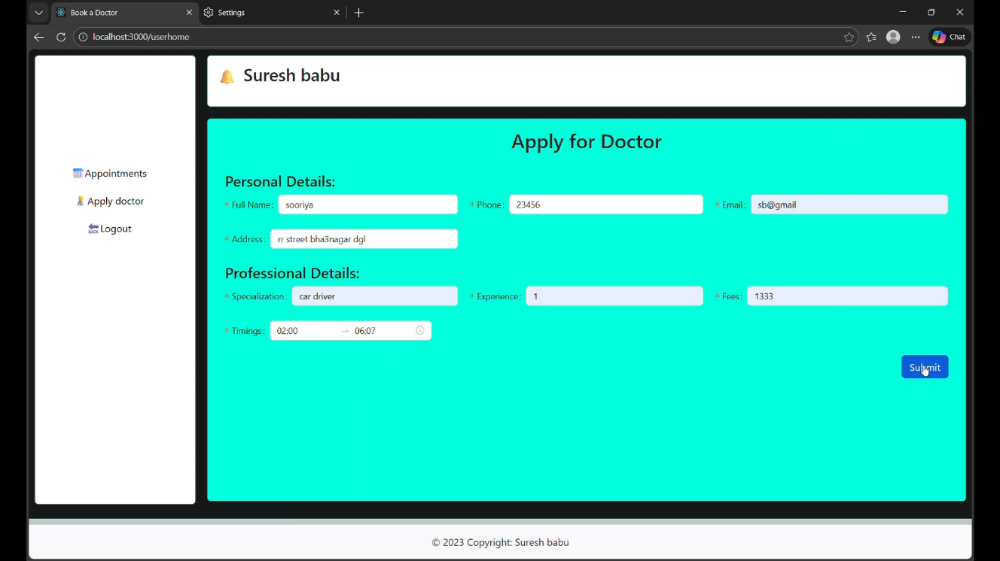 Book a Doctor
Settings
localhost:3000/userhome
Chat
Suresh babu
Appointments
Apply doctor
BACK Logout
Apply for Doctor
Personal Details:
* Full Name: sooriya
* Phone: 23456
* Email: sb@gmail
* Address: rr street bha3nagar dgl
Professional Details:
* Specialization: car driver
* Experience: 1
* Fees: 1333
* Timings: 02:00 → 06:07
Submit
© 2023 Copyright: Suresh babu